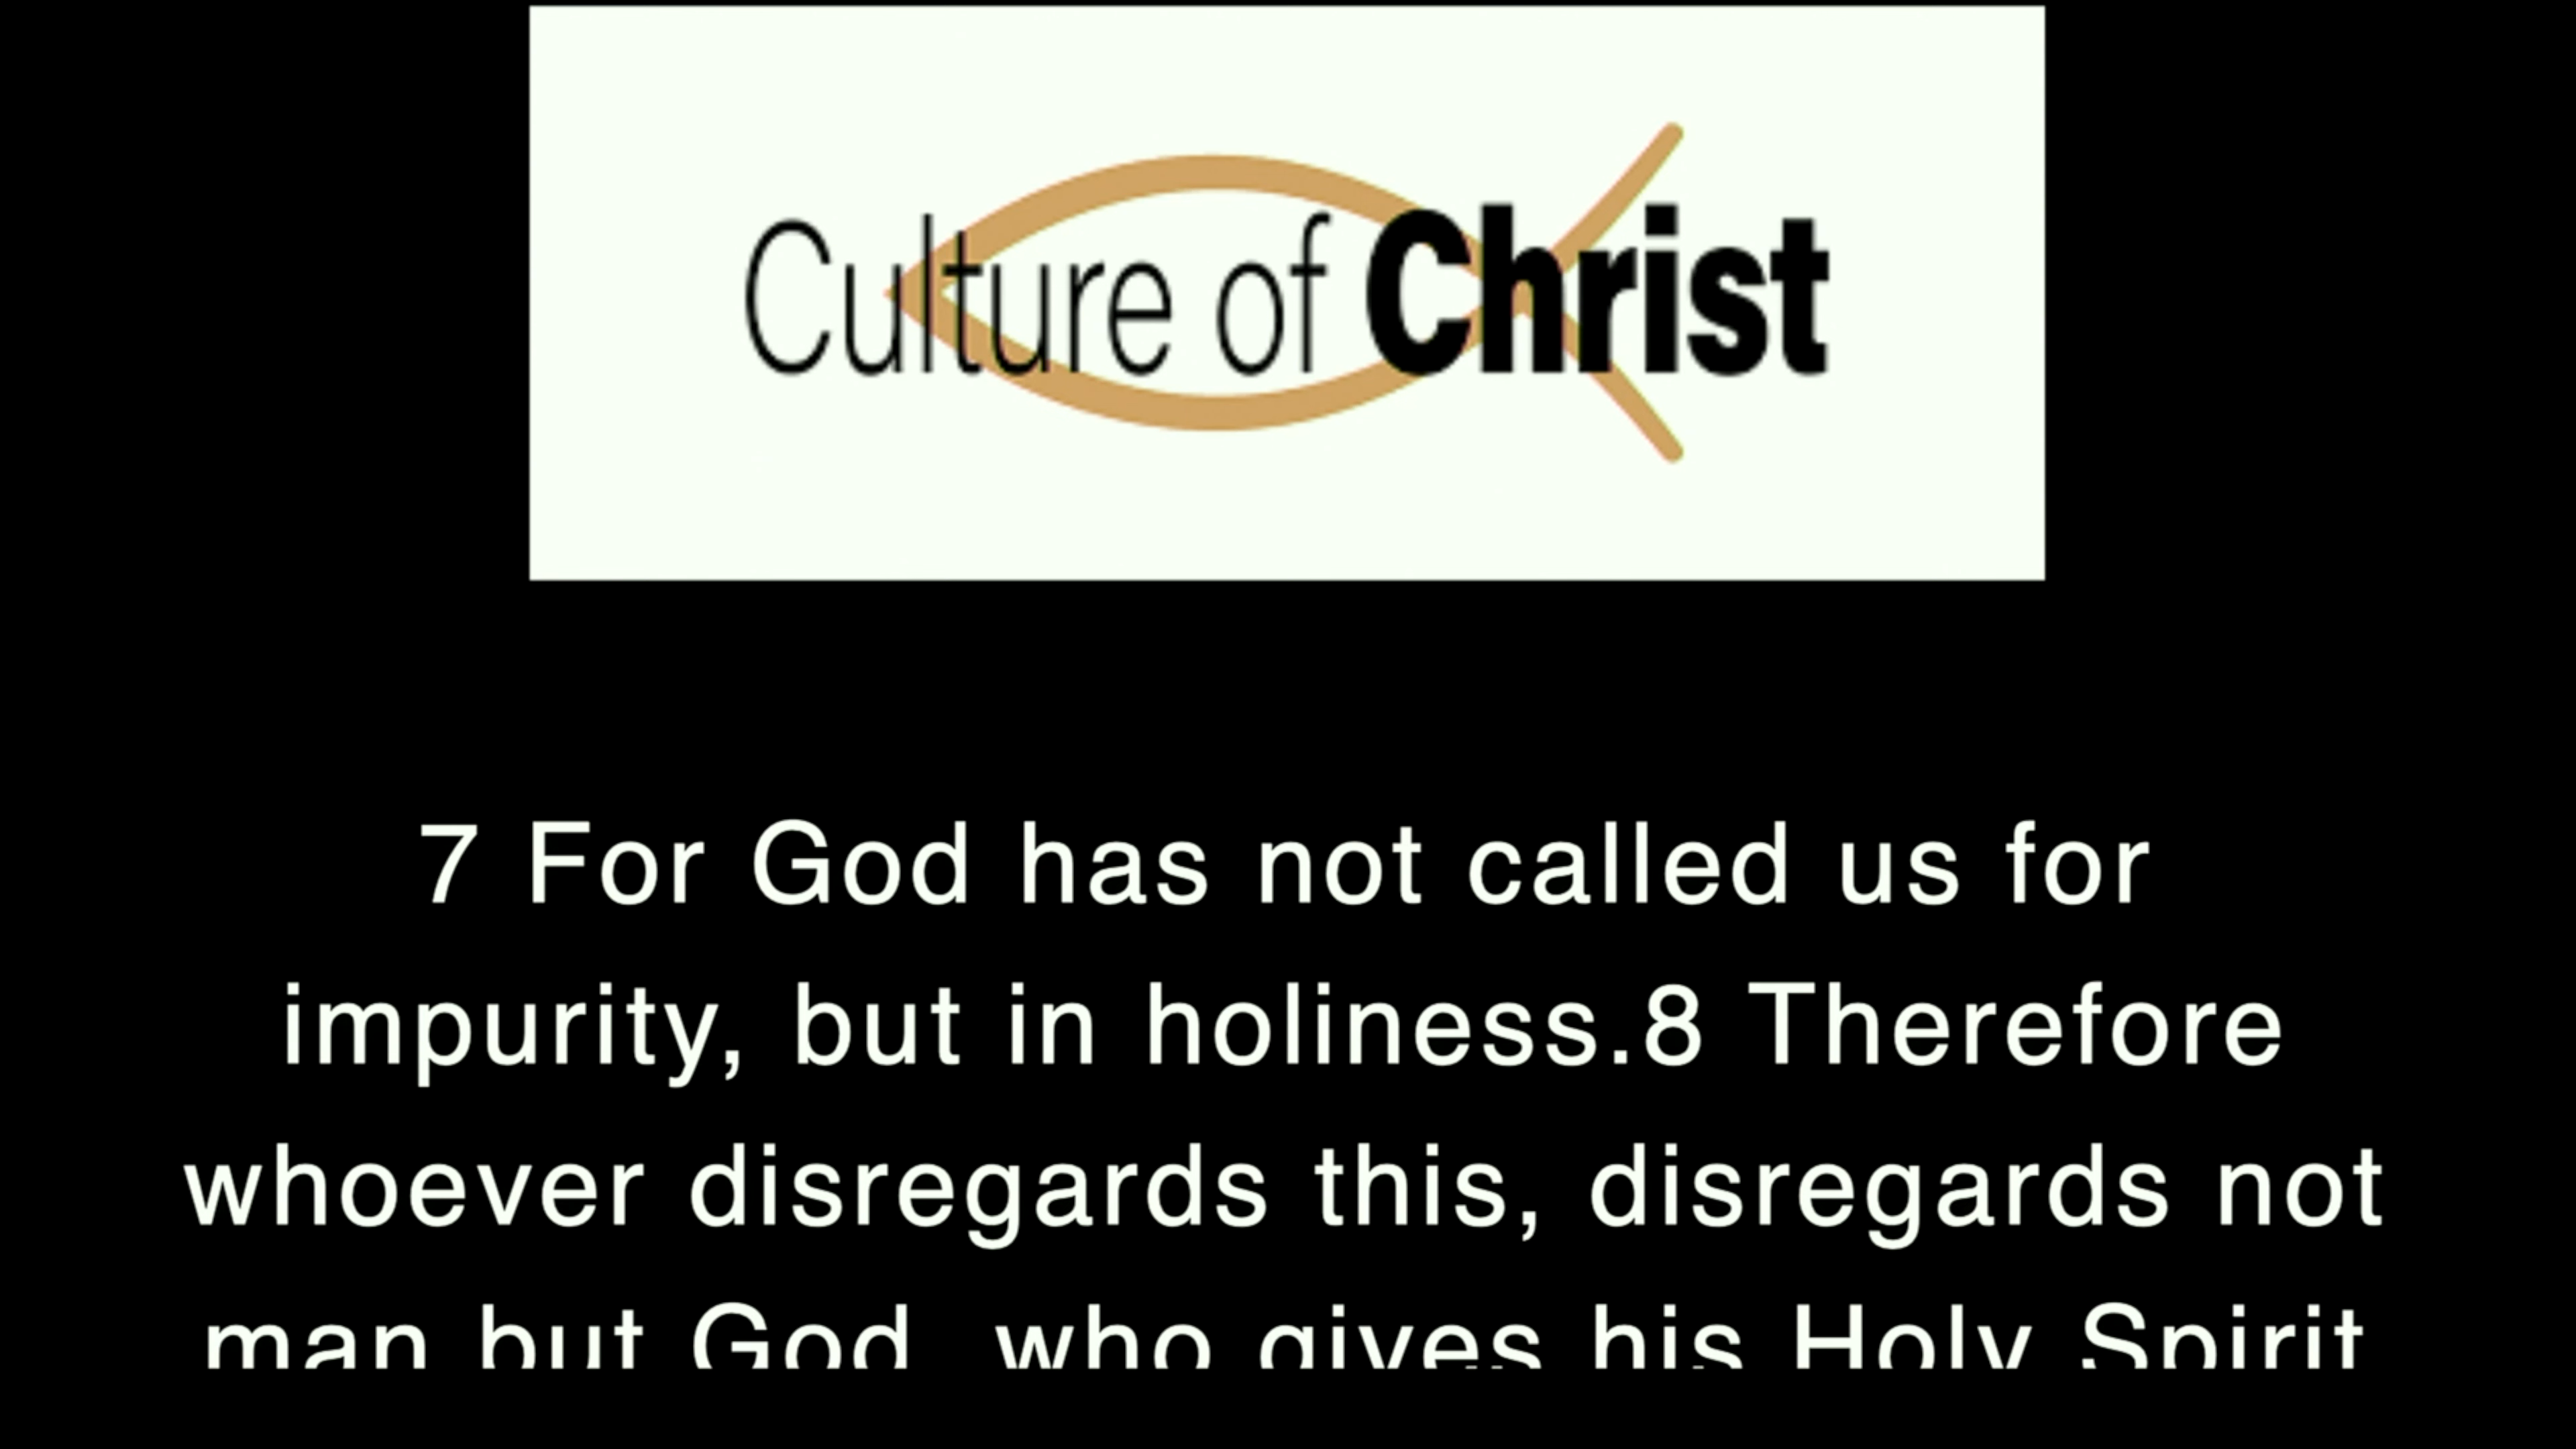 Culture of Christ
7 For God has not called us for
impurity, but in holiness.8 Therefore
whoever disregards this, disregards not
man but God, who gives his Holy Spirit